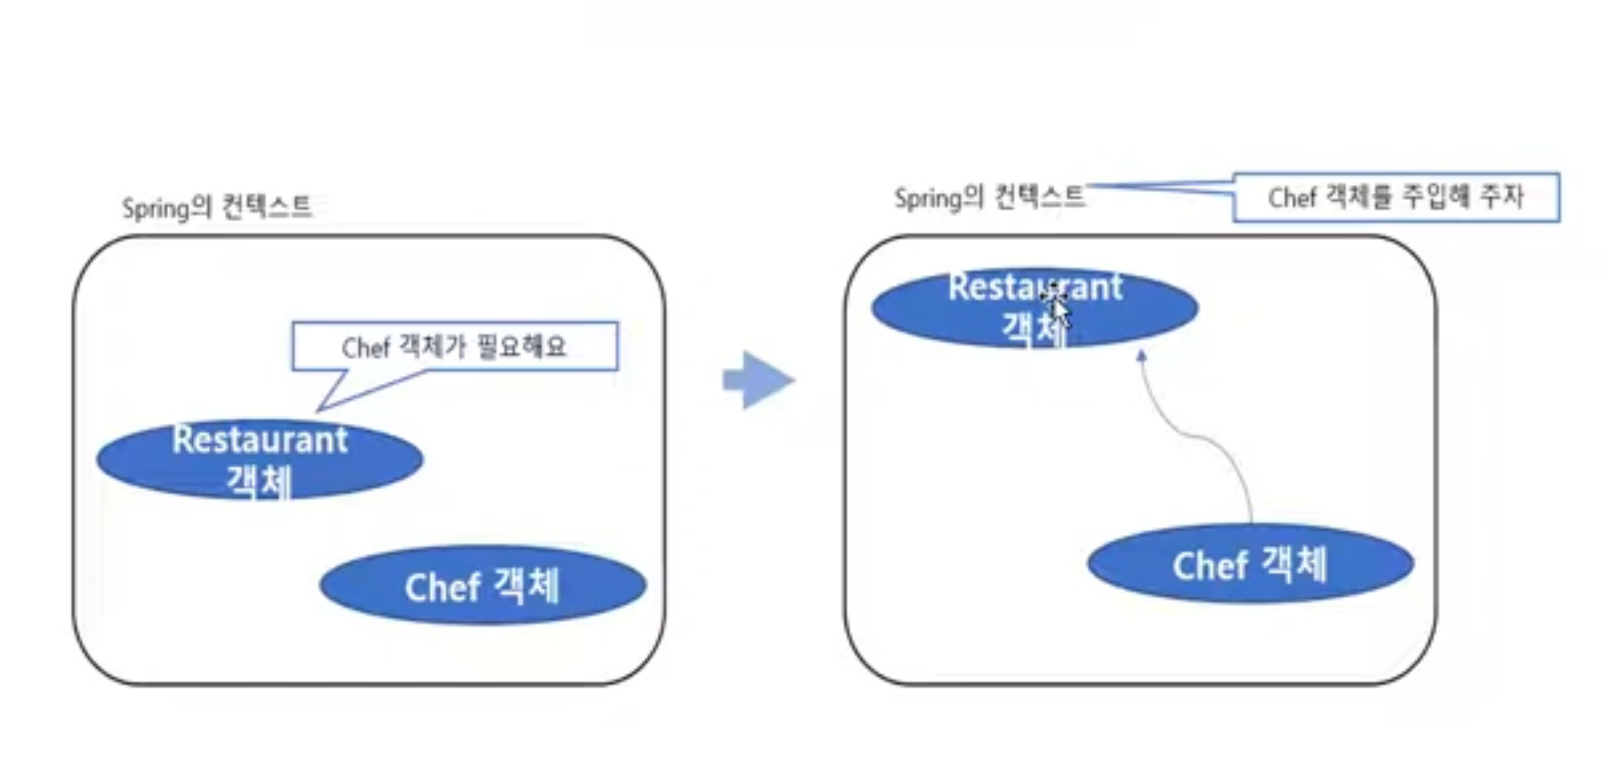 Spring의 컨텍스트
Chef 객체가 필요해요
Restaurant
객체
Chef 객체
Spring의 컨텍스트
Chef 객체를 주입해 주자
Restaurant
객체
Chef 객체